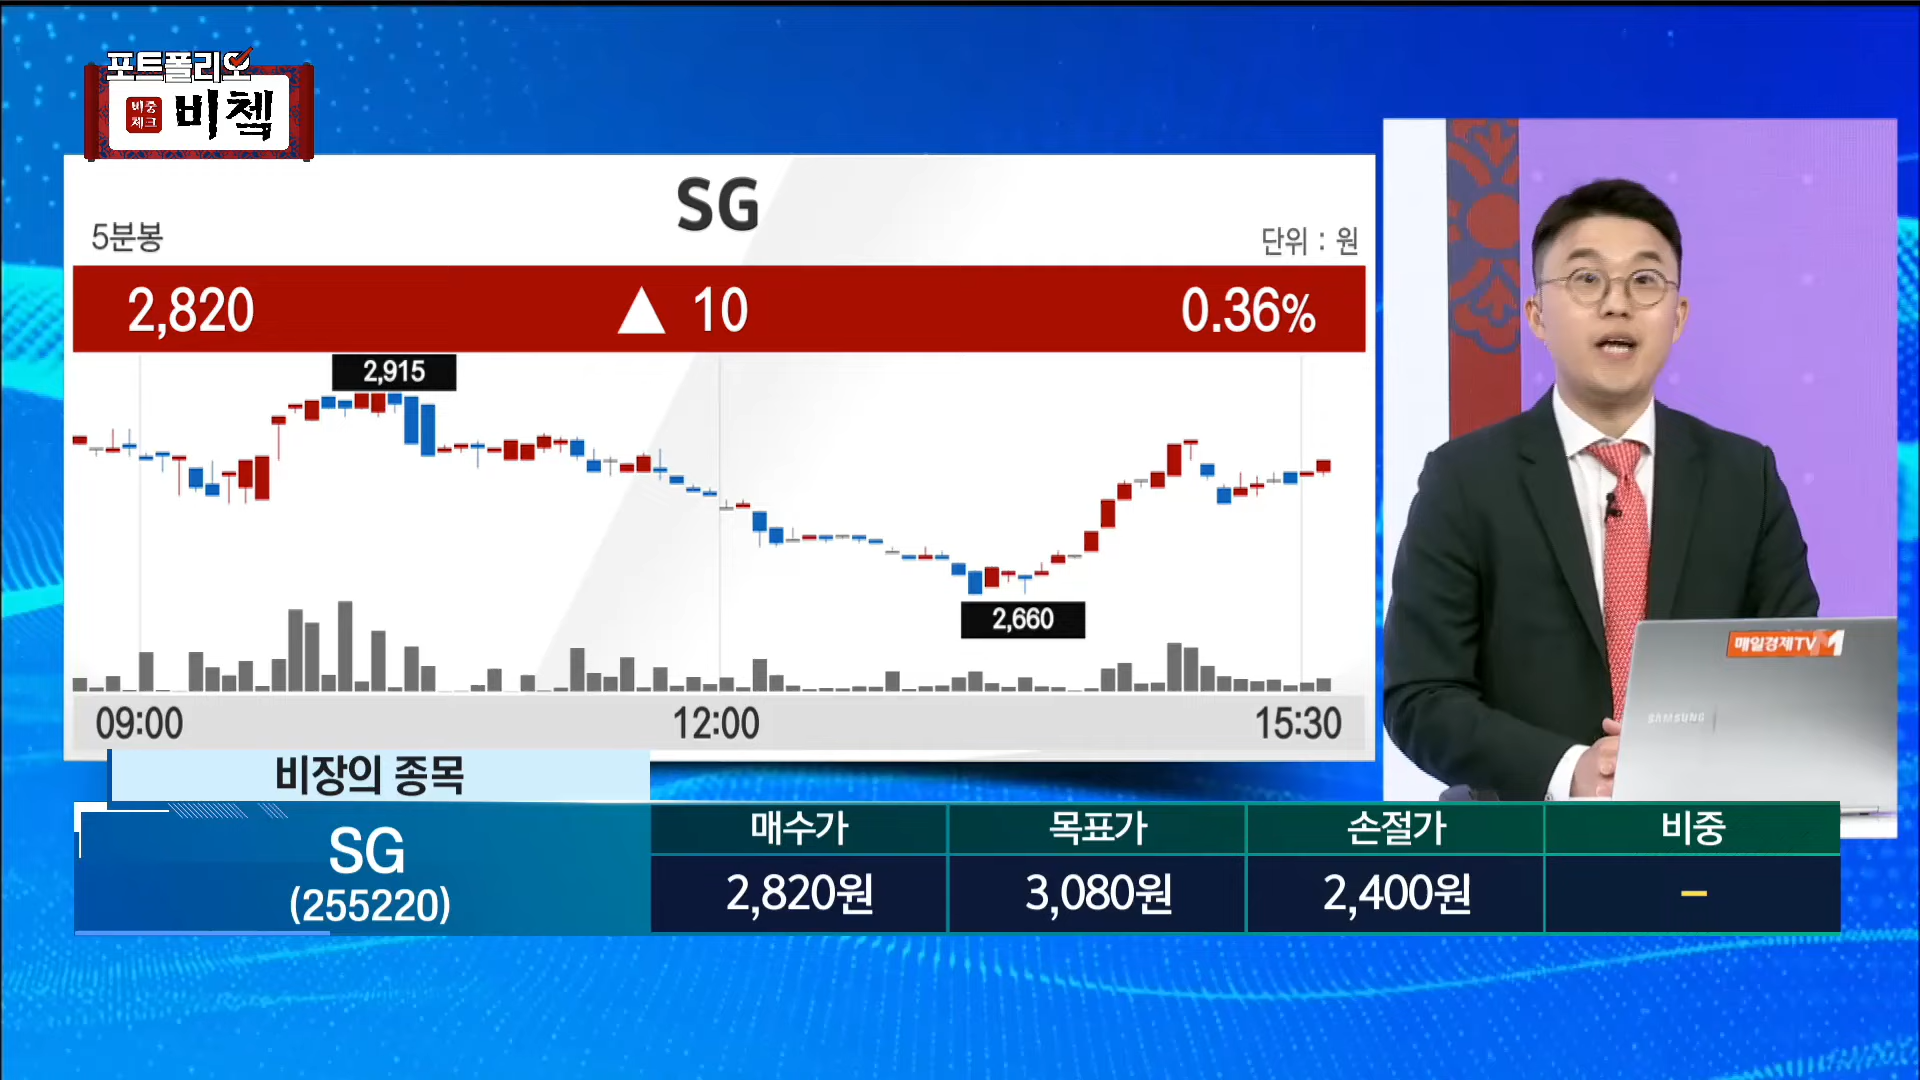 포트폴리오
비중
체크
비첵
SG
5분봉
단위 : 원
2,820 ▲ 10 0.36%
2,915
2,660
09:00 12:00 15:30
매일경제TV M
SAMSUNG
비장의 종목
SG
(255220)
매수가 목표가 손절가 비중
2,820원 3,080원 2,400원 –